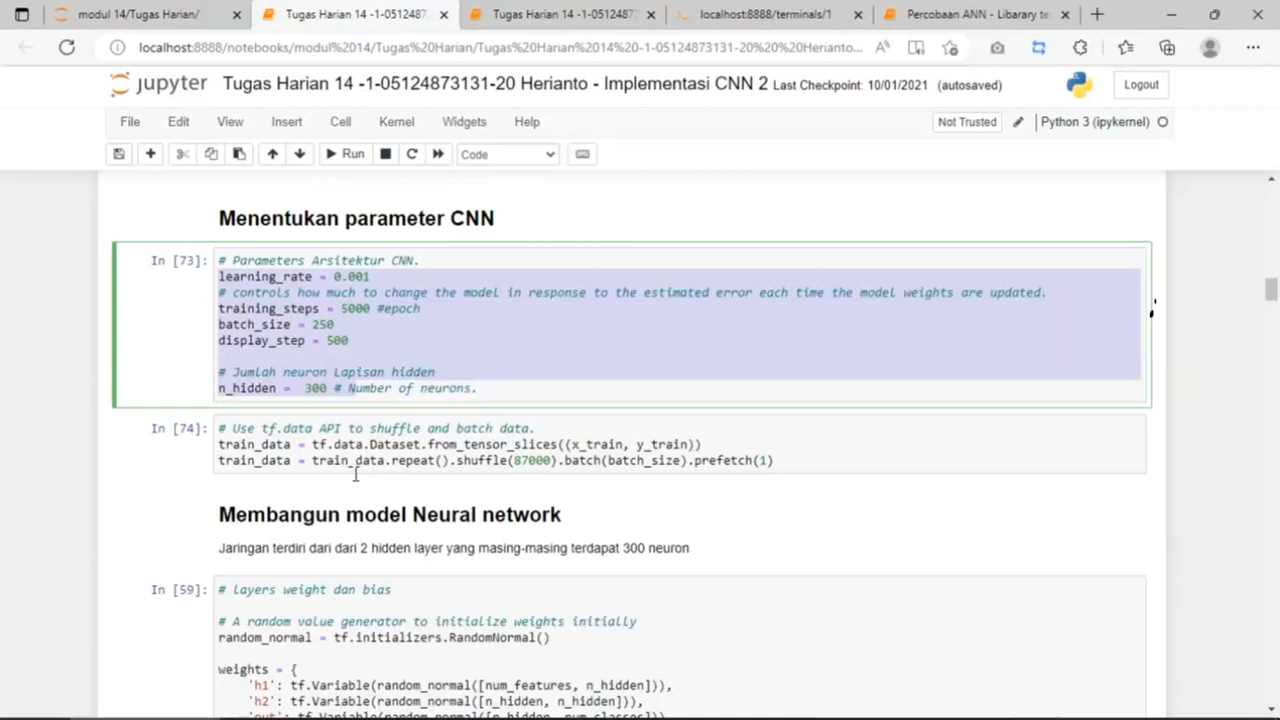 modul 14/Tugas Harian/
Tugas Harian 14 -1-0512487
Tugas Harian 14 -1-0512487
localhost:8888/terminals/1
Percobaan ANN - Libarary te
localhost:8888/notebooks/modul%2014/Tugas%20Harian/Tugas%20Harian%2014%20-1-05124873131-20%20%20Herianto...
jupyter Tugas Harian 14 -1-05124873131-20 Herianto - Implementasi CNN 2 Last Checkpoint: 10/01/2021 (autosaved)
Logout
File Edit View Insert Cell Kernel Widgets Help
Not Trusted
Python 3 (ipykernel)
Run
Code
Menentukan parameter CNN
In [73]: # Parameters Arsitektur CNN.
learning_rate = 0.001
# controls how much to change the model in response to the estimated error each time the model weights are updated.
training_steps = 5000 #epoch
batch_size = 250
display_step = 500
# Jumlah neuron Lapisan hidden
n_hidden =  300 # Number of neurons.
In [74]: # Use tf.data API to shuffle and batch data.
train_data = tf.data.Dataset.from_tensor_slices((x_train, y_train))
train_data = train_data.repeat().shuffle(87000).batch(batch_size).prefetch(1)
Membangun model Neural network
Jaringan terdiri dari dari 2 hidden layer yang masing-masing terdapat 300 neuron
In [59]: # layers weight dan bias
# A random value generator to initialize weights initially
random_normal = tf.initializers.RandomNormal()
weights = {
'h1': tf.Variable(random_normal([num_features, n_hidden])),
'h2': tf.Variable(random_normal([n_hidden, n_hidden])),
'out': tf.Variable(random_normal([n_hidden, num_classes]))